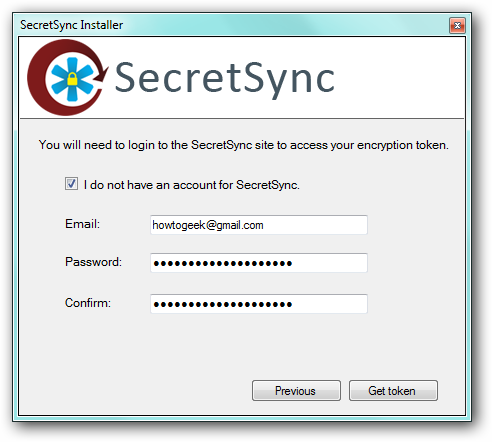 SecretSync Installer
SecretSync
You will need to login to the SecretSync site to access your encryption token.
I do not have an account for SecretSync.
Email: howtogeek@gmail.com
Password: ●●●●●●●●●●●●●●●●●●●●
Confirm: ●●●●●●●●●●●●●●●●●●●●
Previous Get token